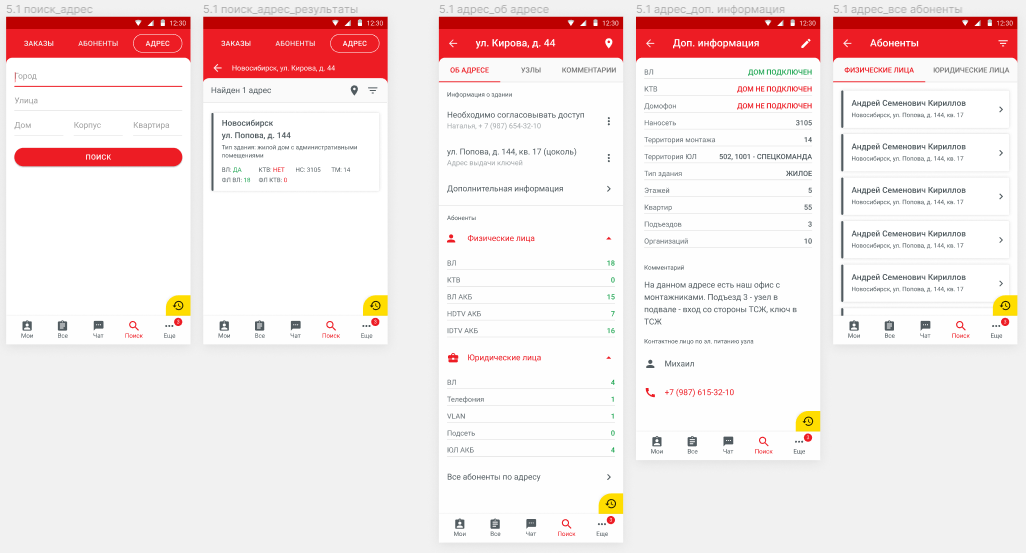 5.1 поиск_адрес
12:30
ЗАКАЗЫ АБОНЕНТЫ АДРЕС
Город
Улица
Дом Корпус Квартира
ПОИСК
Мои Все Чат Поиск Еще
3
5.1 поиск_адрес_результаты
12:30
ЗАКАЗЫ АБОНЕНТЫ АДРЕС
Новосибирск, ул. Кирова, д. 44
Найден 1 адрес
Новосибирск
ул. Попова, д. 144
Тип здания: жилой дом с административными
помещениями
ВЛ: ДА КТВ: НЕТ НС: 3105 ТМ: 14
ФЛ ВЛ: 18 ФЛ КТВ: 0
Мои Все Чат Поиск Еще
3
5.1 адрес_об адресе
12:30
ул. Кирова, д. 44
ОБ АДРЕСЕ УЗЛЫ КОММЕНТАРИИ
Информация о здании
Необходимо согласовывать доступ
Наталья, + 7 (987) 654-32-10
ул. Попова, д. 144, кв. 17 (цоколь)
Адрес выдачи ключей
Дополнительная информация
Абоненты
Физические лица
ВЛ 18
КТВ 0
ВЛ АКБ 15
HDTV АКБ 7
IDTV АКБ 16
Юридические лица
ВЛ 4
Телефония 1
VLAN 1
Подсеть 0
ЮЛ АКБ 4
Все абоненты по адресу
Мои Все Чат Поиск Еще
3
5.1 адрес_доп. информация
12:30
Доп. информация
ВЛ ДОМ ПОДКЛЮЧЕН
КТВ ДОМ НЕ ПОДКЛЮЧЕН
Домофон ДОМ НЕ ПОДКЛЮЧЕН
Наносеть 3105
Территория монтажа 14
Территория ЮЛ 502, 1001 - СПЕЦКОМАНДА
Тип здания ЖИЛОЕ
Этажей 5
Квартир 55
Подъездов 3
Организаций 10
Комментарий
На данном адресе есть наш офис с
монтажниками. Подъезд 3 - узел в
подвале - вход со стороны ТСЖ, ключ в
ТСЖ
Контактное лицо по эл. питанию узла
Михаил
+7 (987) 615-32-10
Мои Все Чат Поиск Еще
3
5.1 адрес_все абоненты
12:30
Абоненты
ФИЗИЧЕСКИЕ ЛИЦА ЮРИДИЧЕСКИЕ ЛИЦА
Андрей Семенович Кириллов
Новосибирск, ул. Попова, д. 144, кв. 17
Андрей Семенович Кириллов
Новосибирск, ул. Попова, д. 144, кв. 17
Андрей Семенович Кириллов
Новосибирск, ул. Попова, д. 144, кв. 17
Андрей Семенович Кириллов
Новосибирск, ул. Попова, д. 144, кв. 17
Андрей Семенович Кириллов
Новосибирск, ул. Попова, д. 144, кв. 17
Мои Все Чат Поиск Еще
3